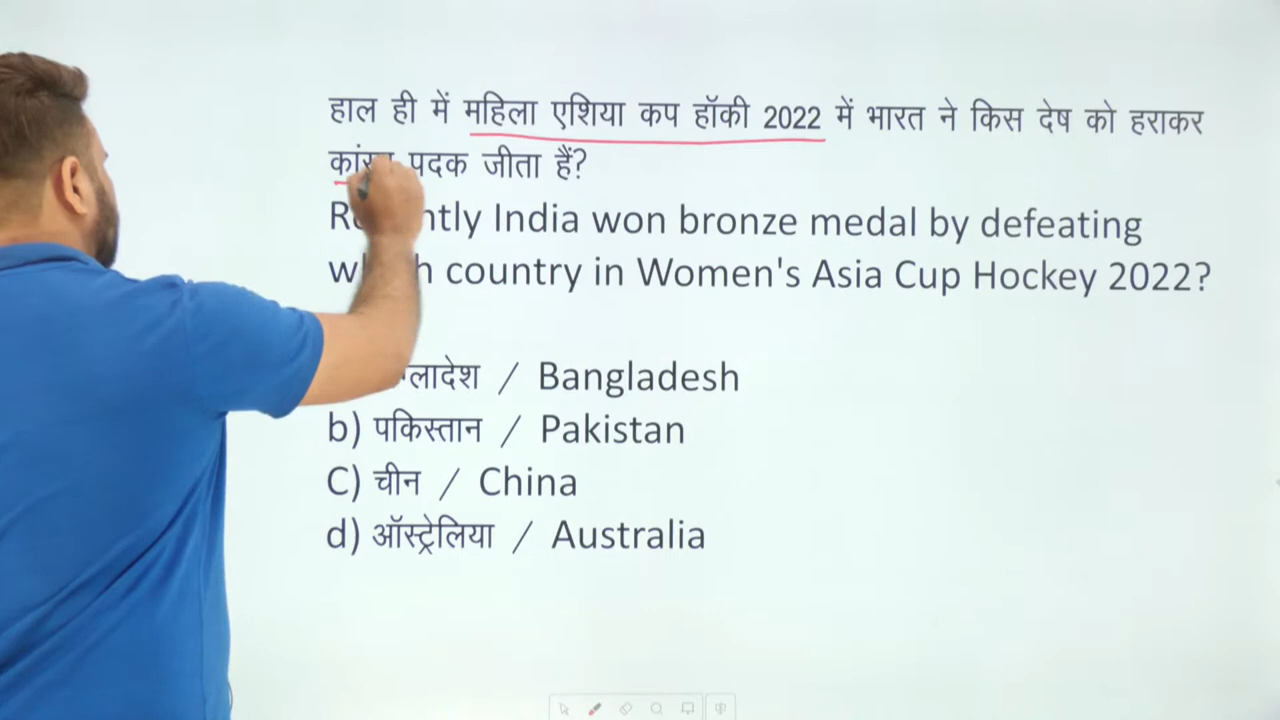 हाल ही में महिला एशिया कप हॉकी 2022 में भारत ने किस देष को हराकर
पदक जीता हैं?
India won bronze medal by defeating
country in Women's Asia Cup Hockey 2022?
/ Bangladesh
b) पकिस्तान / Pakistan
C) चीन / China
d) ऑस्ट्रेलिया / Australia